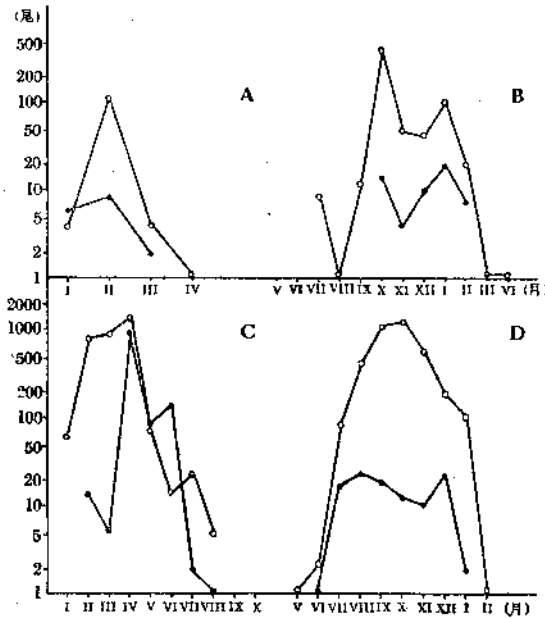 (尾)
500
200
100
50
20
10
5
2
1
A
B
I II III IV V VI VII VIII IX X XI XII I II III VI (月)
2000
1000
500
200
100
50
20
10
5
2
1
C
D
I II III IV V VI VII VIII IX X V VI VII VIII IX X XI XII I II (月)